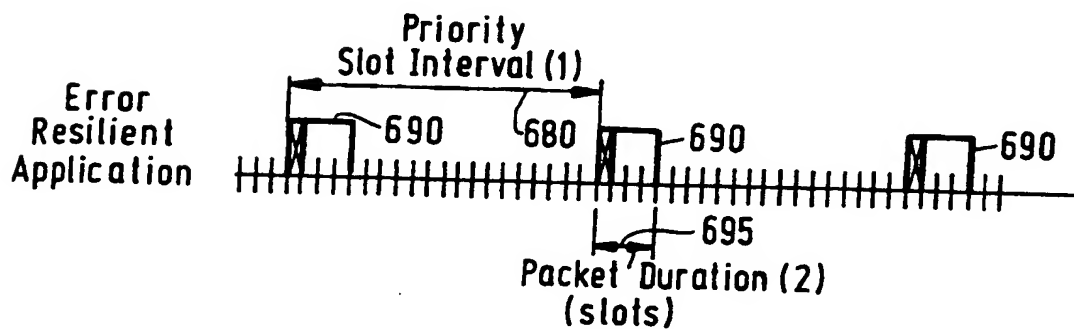 Priority
Slot Interval (1)
Error
Resilient
Application
690
680
690
690
695
Packet Duration (2)
(slots)